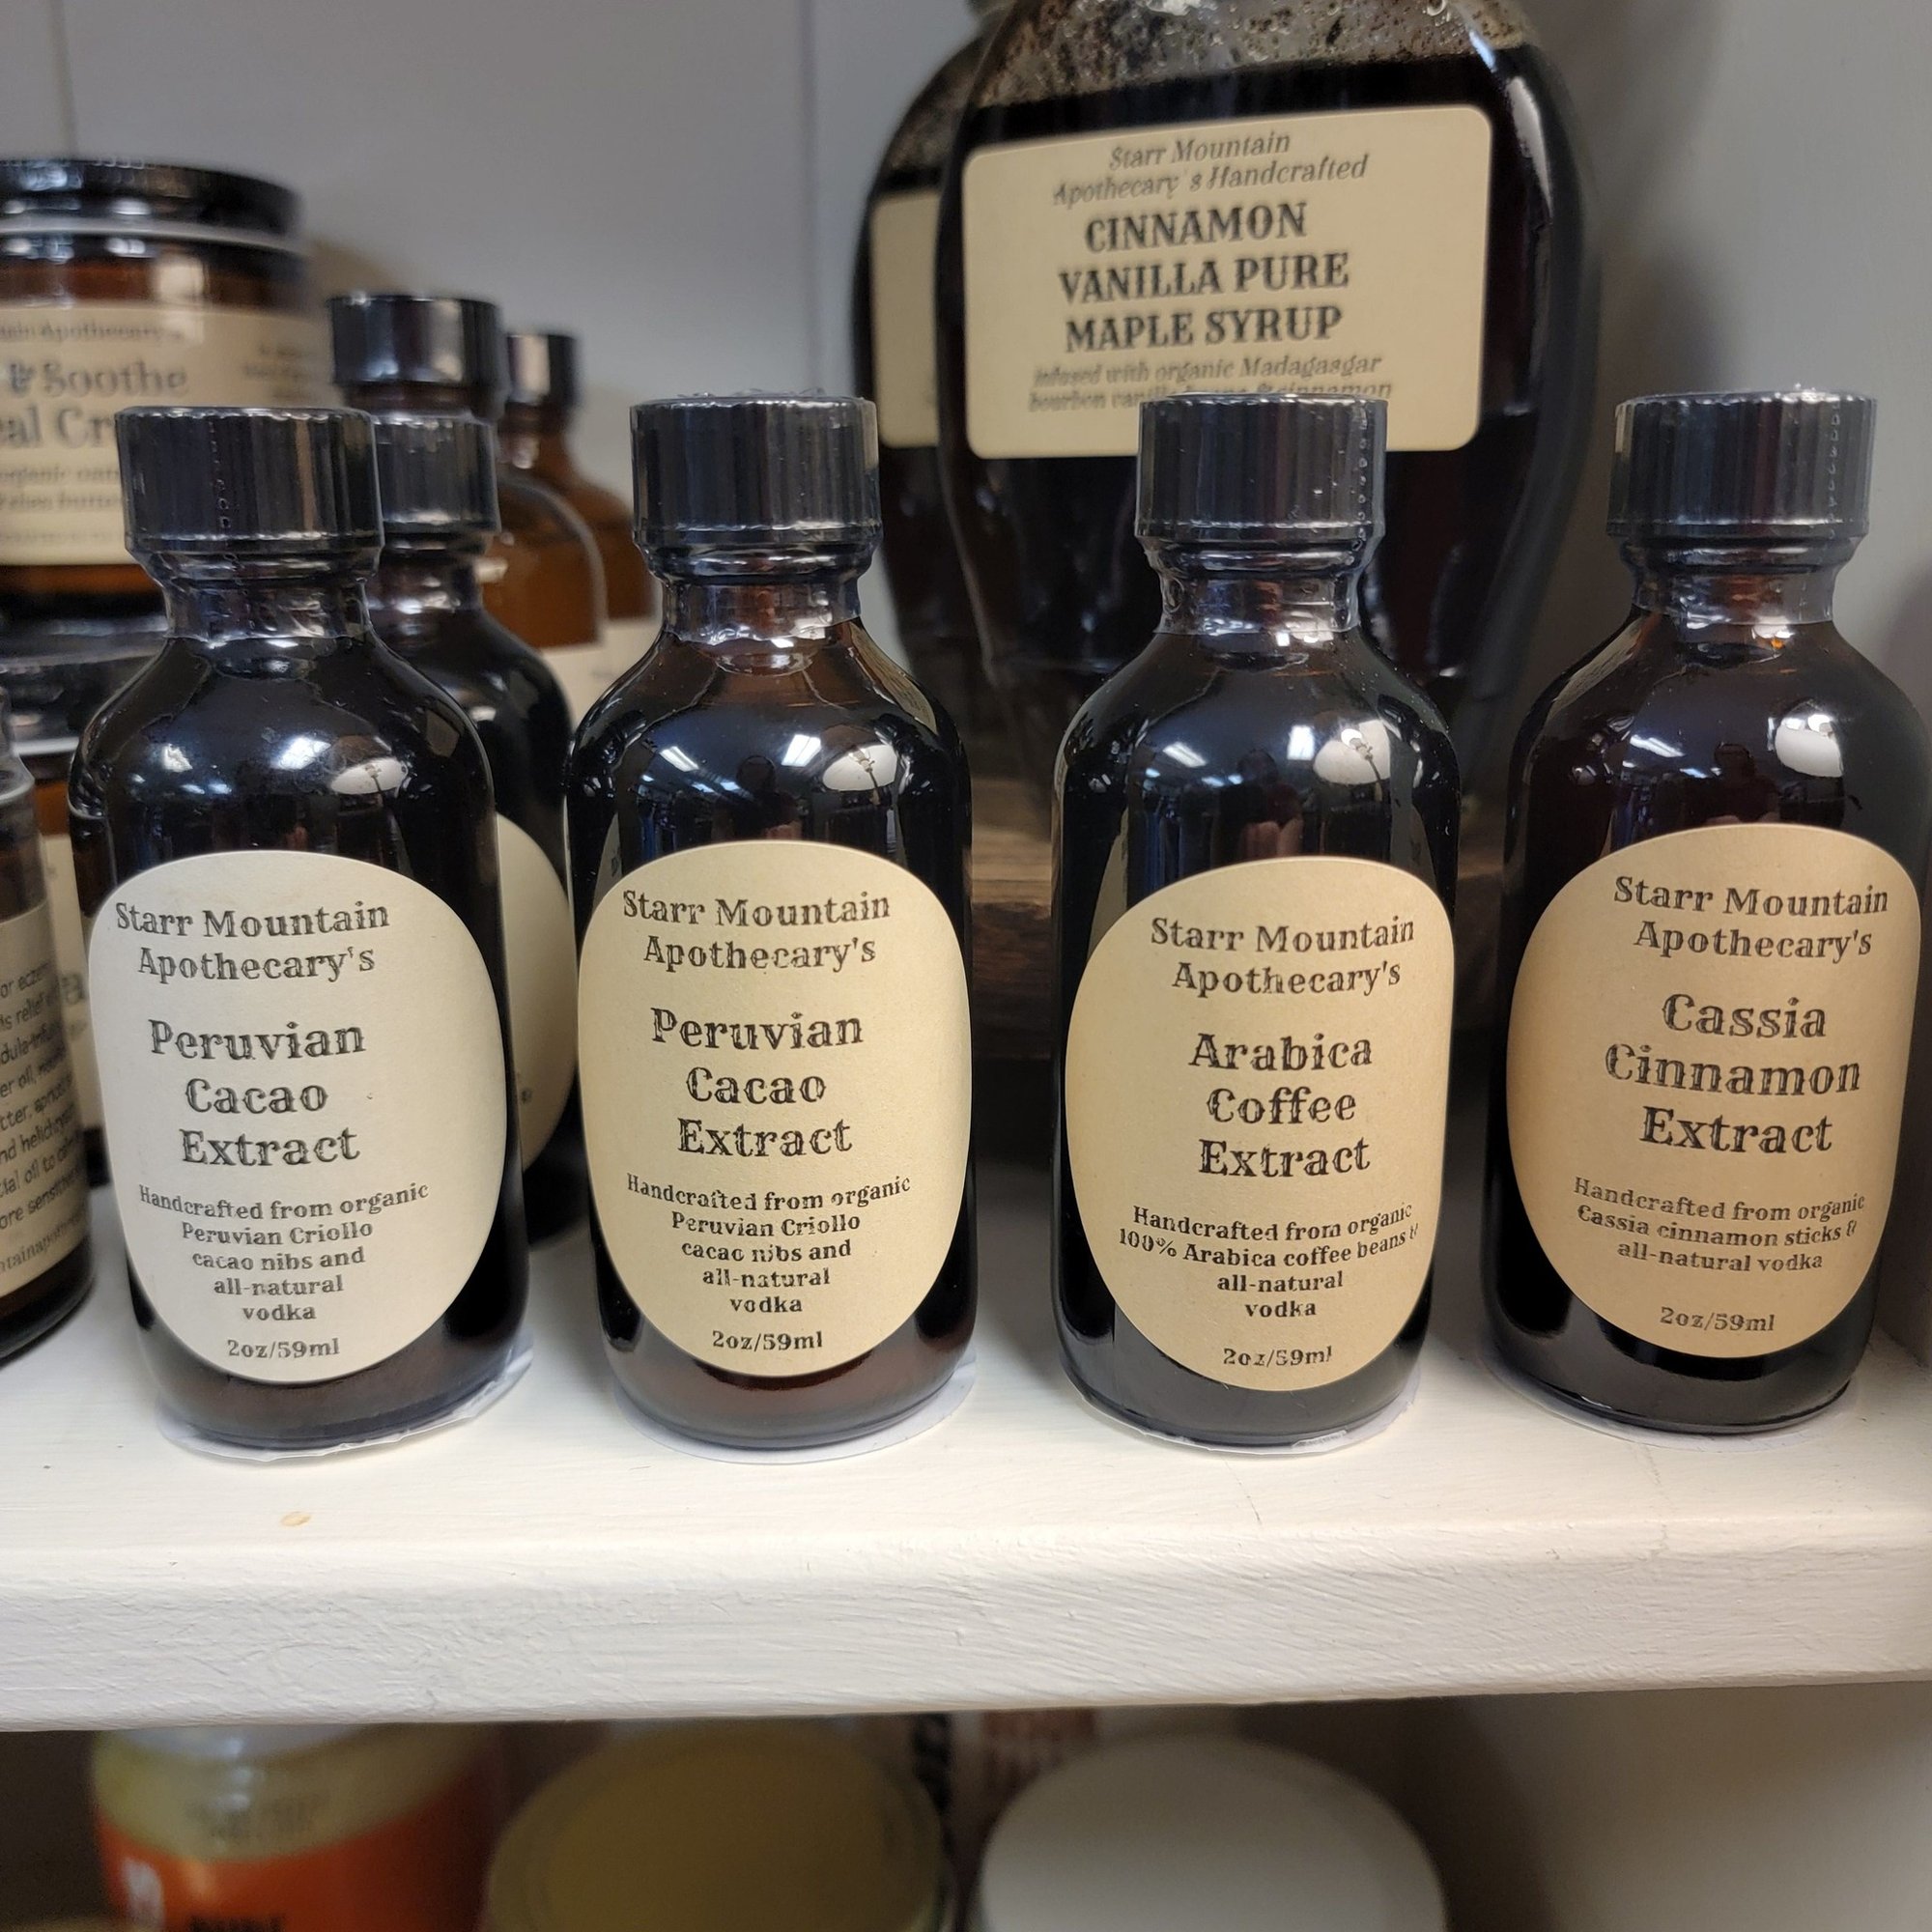 Starr Mountain
Apothecary's Handcrafted
CINNAMON
VANILLA PURE
MAPLE SYRUP
infused with organic Madagasgar
& Soothe
Starr Mountain
Apothecary's
Peruvian
Cacao
Extract
Handcrafted from organic
Peruvian Criollo
cacao nibs and
all-natural
vodka
2oz/59ml
Starr Mountain
Apothecary's
Peruvian
Cacao
Extract
Handcrafted from organic
Peruvian Criollo
cacao nibs and
all-natural
vodka
2oz/59ml
Starr Mountain
Apothecary's
Arabica
Coffee
Extract
Handcrafted from organic
100% Arabica coffee beans &
all-natural
vodka
2oz/59ml
Starr Mountain
Apothecary's
Cassia
Cinnamon
Extract
Handcrafted from organic
Cassia cinnamon sticks &
all-natural vodka
2oz/59ml